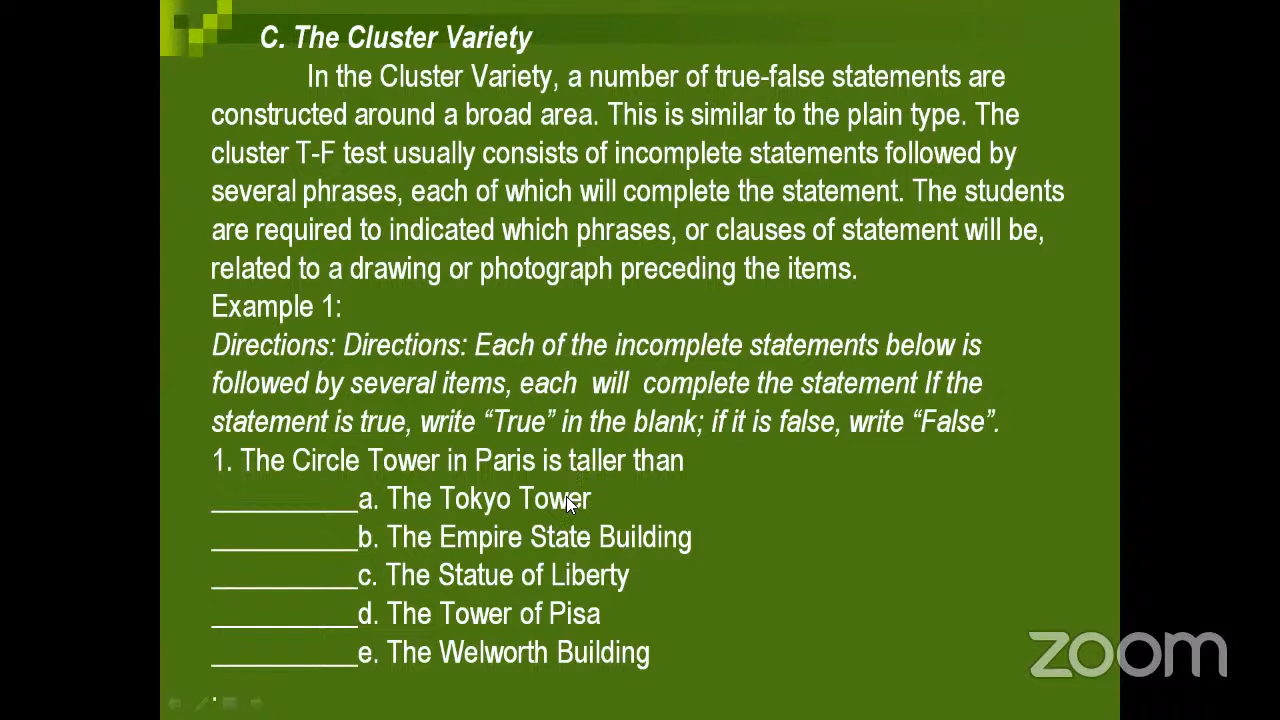 C. The Cluster Variety
In the Cluster Variety, a number of true-false statements are
constructed around a broad area. This is similar to the plain type. The
cluster T-F test usually consists of incomplete statements followed by
several phrases, each of which will complete the statement. The students
are required to indicated which phrases, or clauses of statement will be,
related to a drawing or photograph preceding the items.
Example 1:
Directions: Directions: Each of the incomplete statements below is
followed by several items, each will complete the statement If the
statement is true, write “True” in the blank; if it is false, write “False”.
1. The Circle Tower in Paris is taller than
__________a. The Tokyo Tower
__________b. The Empire State Building
__________c. The Statue of Liberty
__________d. The Tower of Pisa
__________e. The Welworth Building
zoom